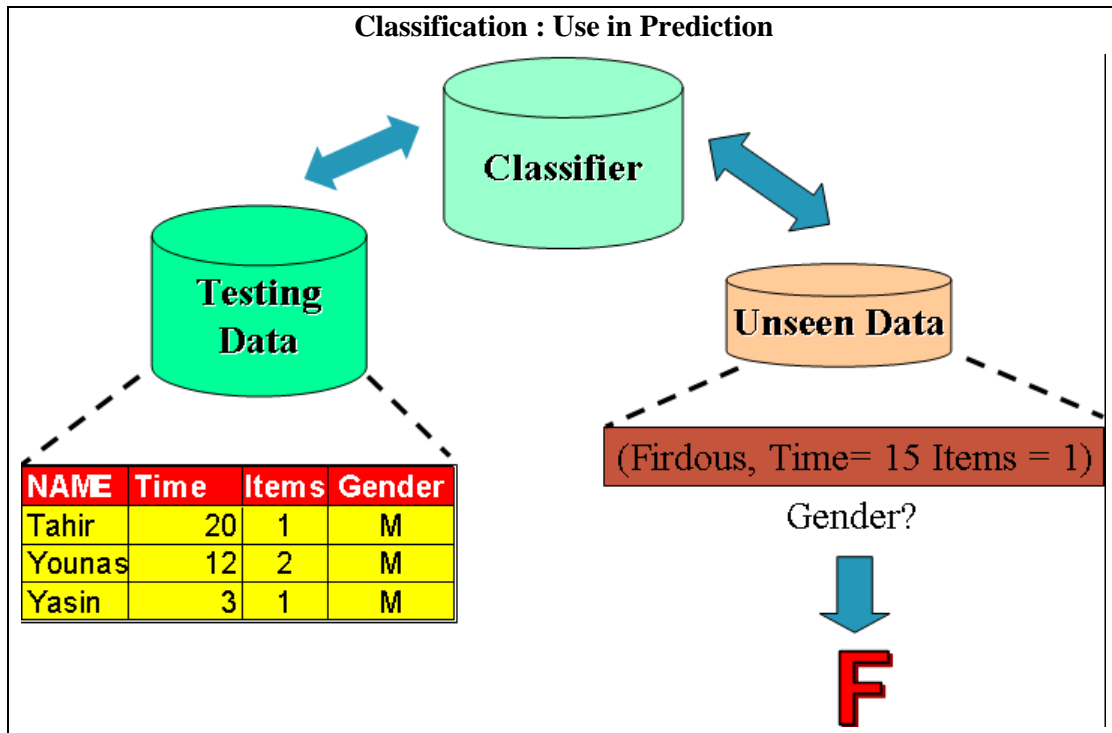 Classification : Use in Prediction
Classifier
Testing
Data
Unseen Data
NAME Time Items Gender
Tahir 20 1 M
Younas 12 2 M
Yasin 3 1 M
(Firdous, Time= 15 Items = 1)
Gender?
F